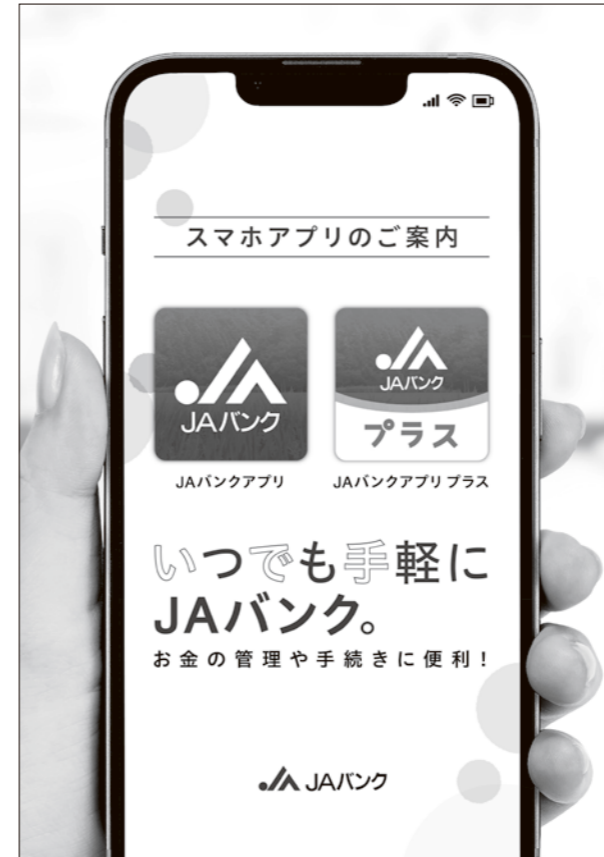 スマホアプリのご案内
JAバンク
JAバンク
プラス
JAバンクアプリ
JAバンクアプリ プラス
いつでも手軽に
JAバンク。
お金の管理や手続きに便利!
JAバンク